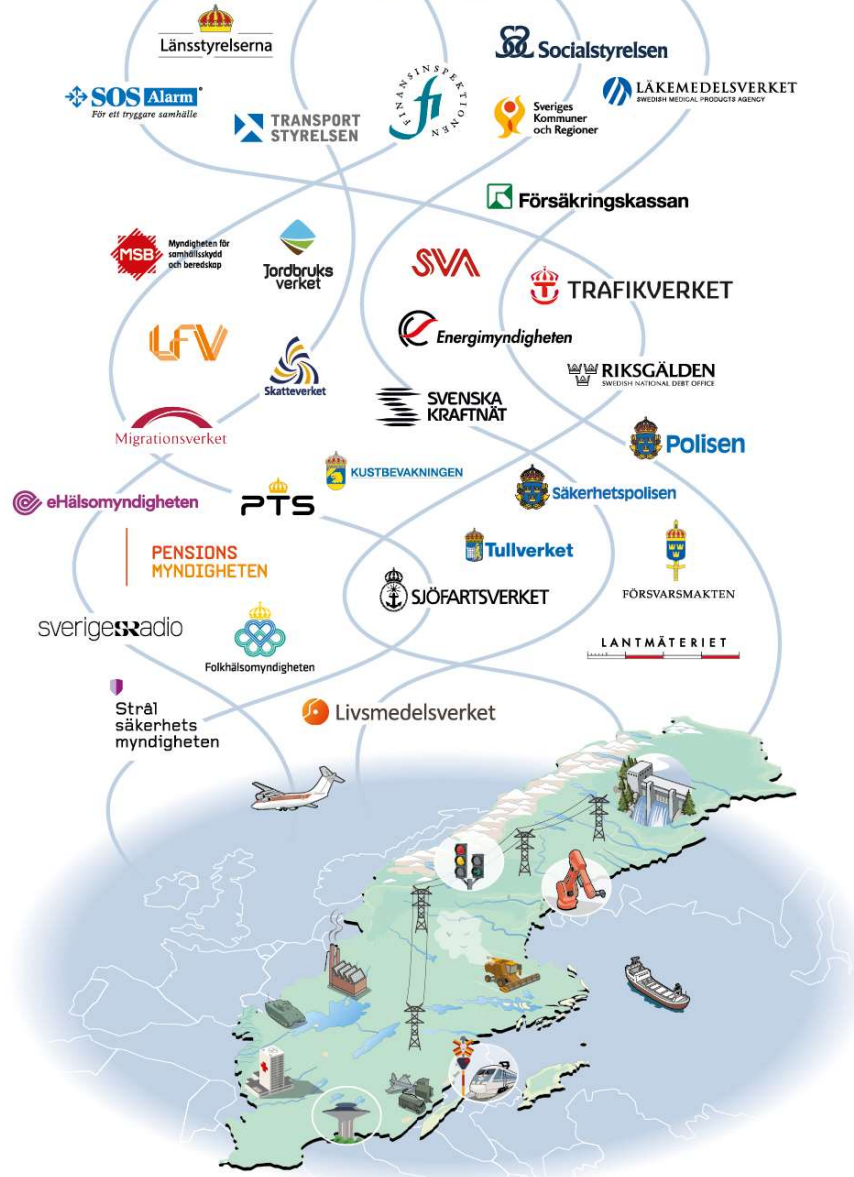 Länsstyrelserna
Socialstyrelsen
SOS Alarm
För ett tryggare samhälle
TRANSPORT
STYRELSEN
FINANSINSPEKTIONEN
fi
Sveriges
Kommuner
och Regioner
LÄKEMEDELSVERKET
SWEDISH MEDICAL PRODUCTS AGENCY
Försäkringskassan
MSB
Myndigheten för
samhällsskydd
och beredskap
Jordbruks
verket
SVA
TRAFIKVERKET
LFV
Skatteverket
Energimyndigheten
RIKSGÄLDEN
SWEDISH NATIONAL DEBT OFFICE
SVENSKA
KRAFTNÄT
Migrationsverket
Polisen
KUSTBEVAKNINGEN
eHälsomyndigheten
PTS
Säkerhetspolisen
PENSIONS
MYNDIGHETEN
Tullverket
SJÖFARTSVERKET
FÖRSVARSMAKTEN
sverigesRadio
Folkhälsomyndigheten
LANTMÄTERIET
Strål
säkerhets
myndigheten
Livsmedelsverket